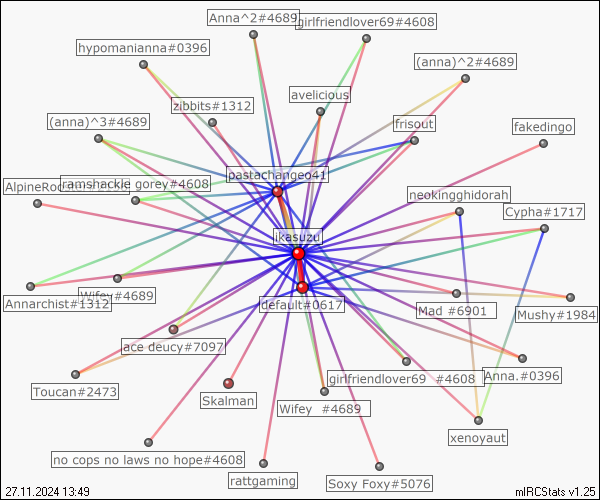 Anna^2#4689
girlfriendlover69#4608
hypomanianna#0396
(anna)^2#4689
avelicious
zibbits#1312
(anna)^3#4689
frisout
fakedingo
pastachange041
ramshackle gorey#4608
neokingghidorah
Cypha#1717
ikasuzu
Annarchist#1312
Wifey#4689
default#0617
Mad #6901
Mushy#1984
ace deucy#7097
girlfriendlover69 #4608
Anna.#0396
Toucan#2473
Skalman
Wifey #4689
xenoyaut
no cops no laws no hope#4608
rattgaming
Soxy Foxy#5076
27.11.2024 13:49
mIRCStats v1.25